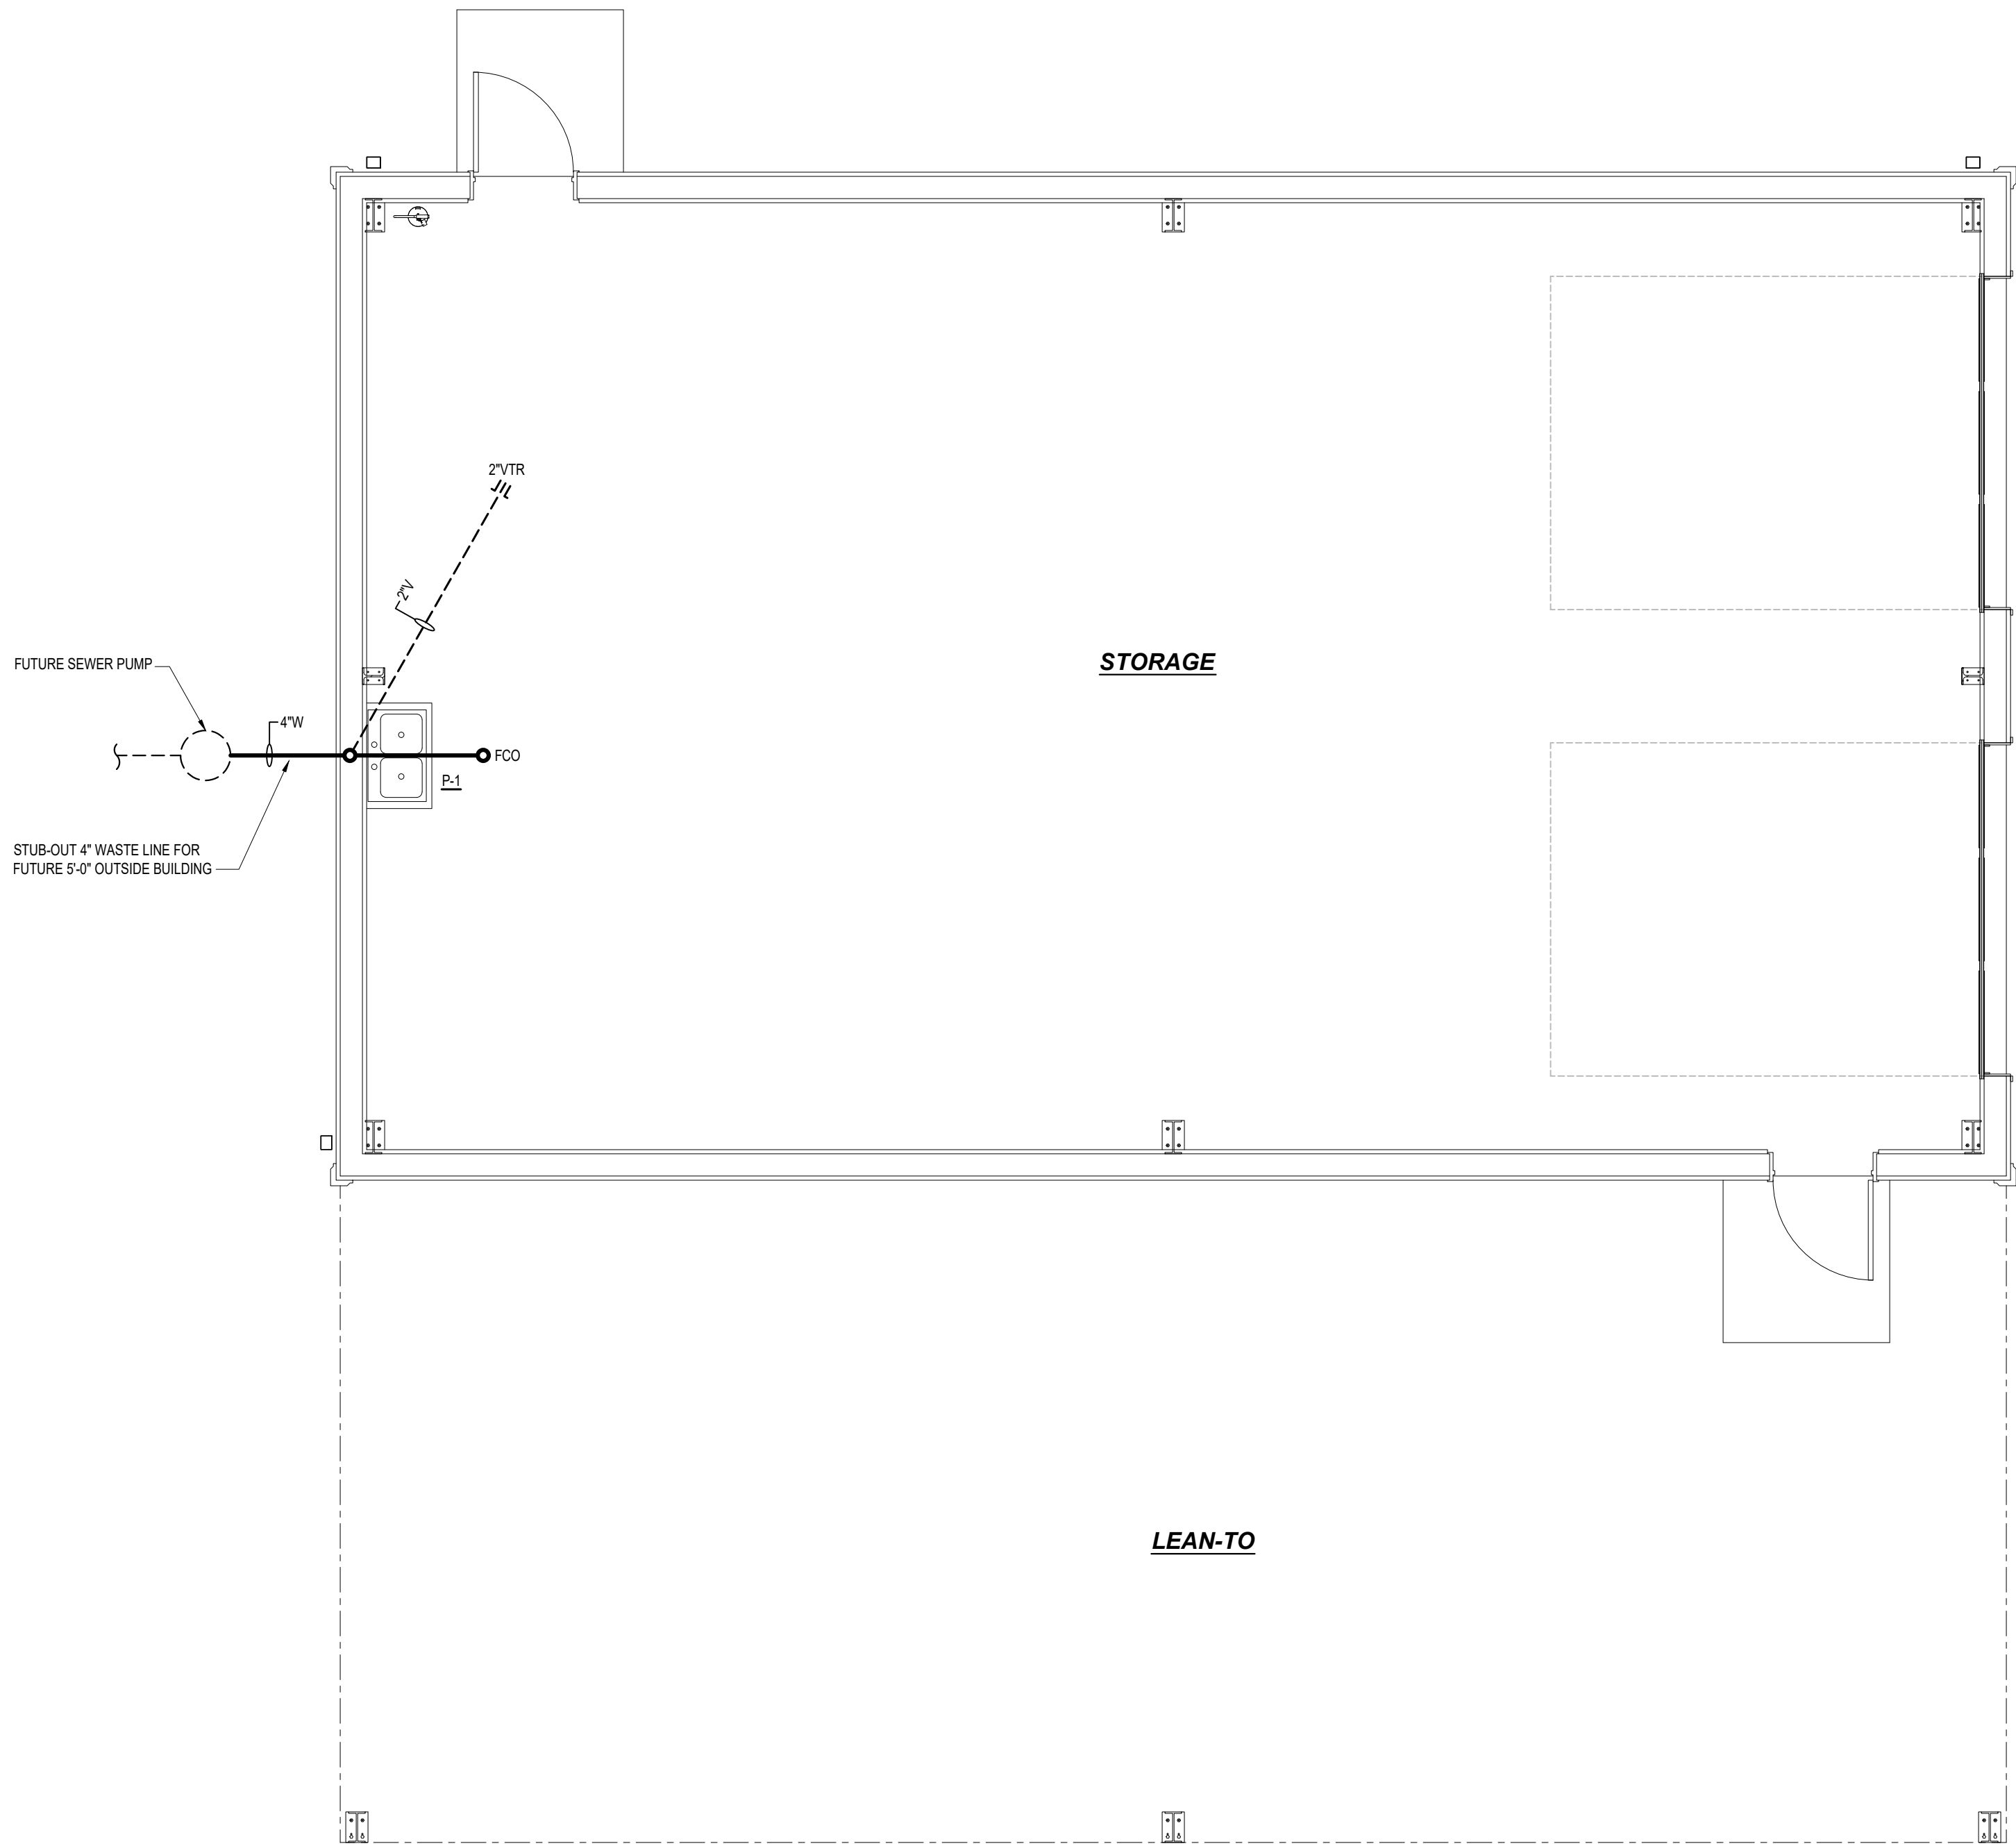 2"VTR
2"V
STORAGE
FUTURE SEWER PUMP
4"W
FCO
P-1
STUB-OUT 4" WASTE LINE FOR
FUTURE 5'-0" OUTSIDE BUILDING
LEAN-TO